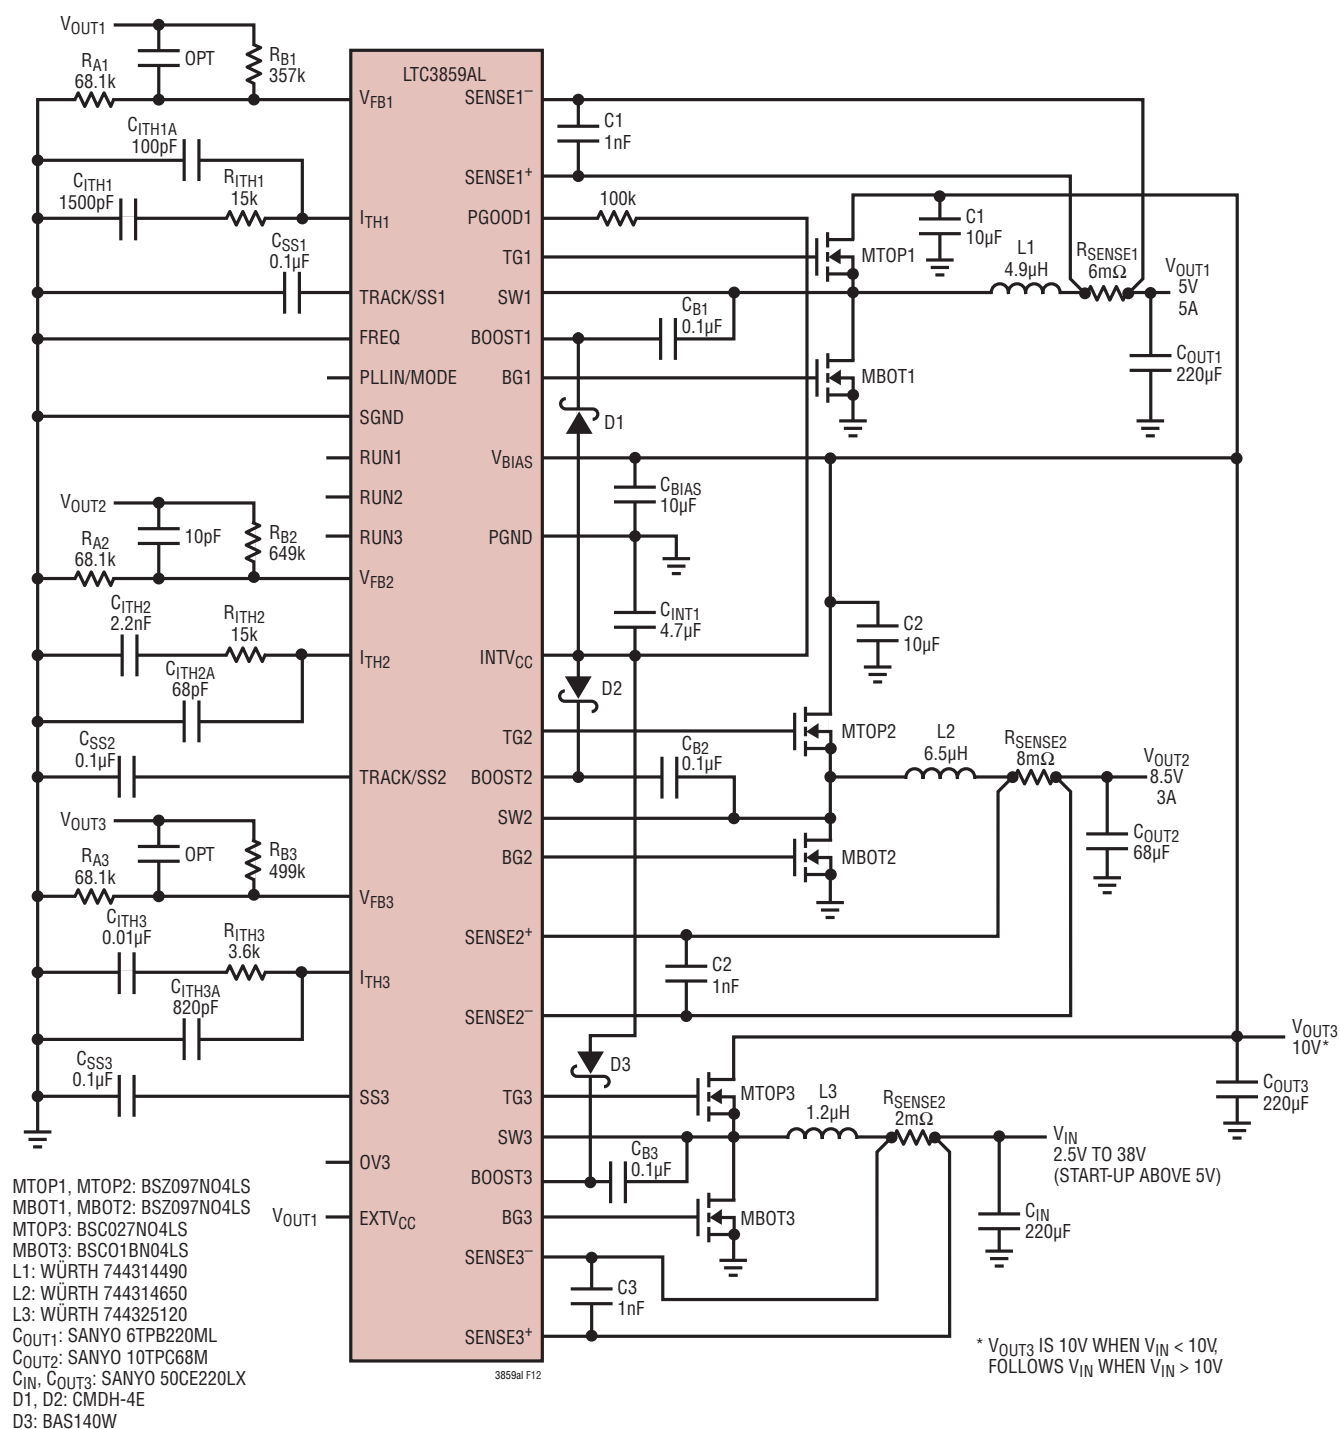 VOUT1
OPT
RB1
357k
RA1
68.1k
CITH1A
100pF
CITH1
1500pF
RITH1
15k
CSS1
0.1µF
VOUT2
10pF
RB2
649k
RA2
68.1k
CITH2
2.2nF
RITH2
15k
CITH2A
68pF
CSS2
0.1µF
VOUT3
OPT
RB3
499k
RA3
68.1k
CITH3
0.01µF
RITH3
3.6k
CITH3A
820pF
CSS3
0.1µF
VOUT1
LTC3859AL
VFB1
ITH1
TRACK/SS1
FREQ
PLLIN/MODE
SGND
RUN1
RUN2
RUN3
VFB2
ITH2
TRACK/SS2
VFB3
ITH3
SS3
OV3
EXTVCC
SENSE1–
SENSE1+
PGOOD1
TG1
SW1
BOOST1
BG1
VBIAS
PGND
INTVCC
TG2
BOOST2
SW2
BG2
SENSE2+
SENSE2–
TG3
SW3
BOOST3
BG3
SENSE3–
SENSE3+
C1
1nF
100k
MTOP1
C1
10µF
L1
4.9µH
RSENSE1
6mΩ
VOUT1
5V
5A
CB1
0.1µF
MBOT1
COUT1
220µF
D1
CBIAS
10µF
CINT1
4.7µF
C2
10µF
D2
MTOP2
L2
6.5µH
RSENSE2
8mΩ
VOUT2
8.5V
3A
CB2
0.1µF
MBOT2
COUT2
68µF
C2
1nF
VOUT3
10V*
D3
MTOP3
L3
1.2µH
RSENSE2
2mΩ
COUT3
220µF
VIN
2.5V TO 38V
(START-UP ABOVE 5V)
CB3
0.1µF
MBOT3
CIN
220µF
C3
1nF
MTOP1, MTOP2: BSZ097NO4LS
MBOT1, MBOT2: BSZ097NO4LS
MTOP3: BSC027NO4LS
MBOT3: BSCO1BN04LS
L1: WÜRTH 744314490
L2: WÜRTH 744314650
L3: WÜRTH 744325120
COUT1: SANYO 6TPB220ML
COUT2: SANYO 10TPC68M
CIN, COUT3: SANYO 50CE220LX
D1, D2: CMDH-4E
D3: BAS140W
* VOUT3 IS 10V WHEN VIN < 10V,
FOLLOWS VIN WHEN VIN > 10V
3859al F12